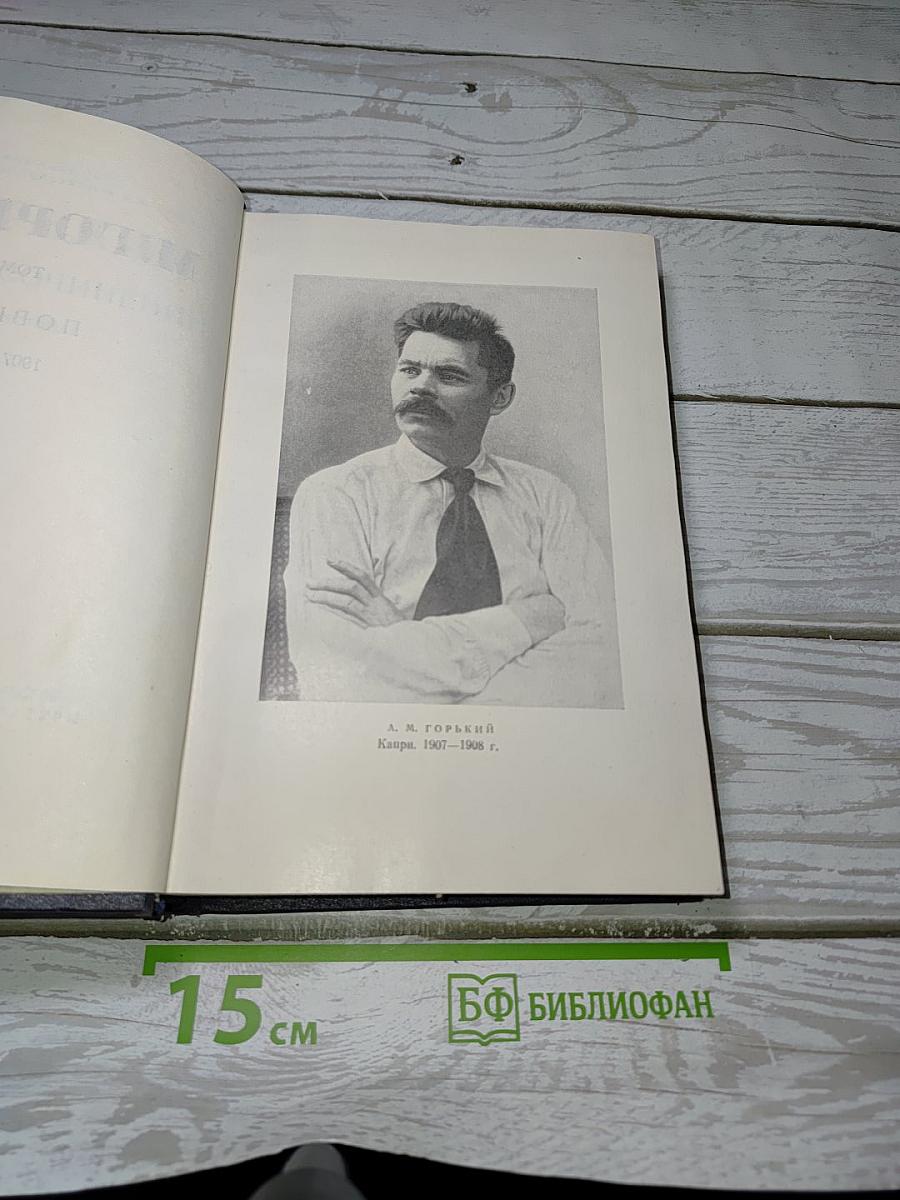 А. М. ГОРЬКИЙ
Капри. 1907—1908 г.
15 см
БФ БИБЛИОФАН